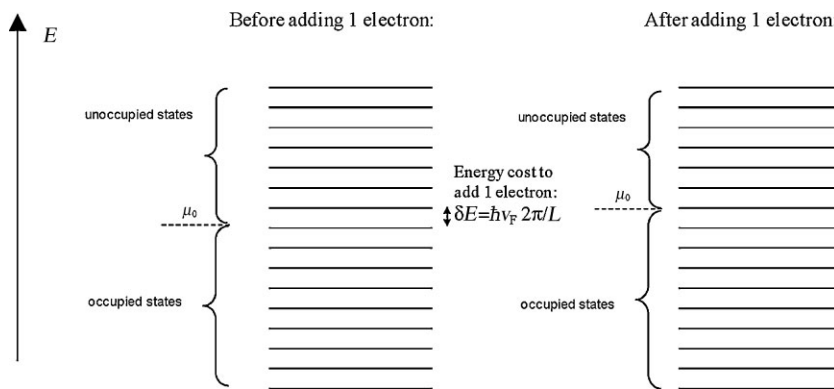 Before adding 1 electron:
After adding 1 electron
E
unoccupied states
unoccupied states
Energy cost to
add 1 electron:
δE=ħvF 2π/L
μ0
μ0
occupied states
occupied states